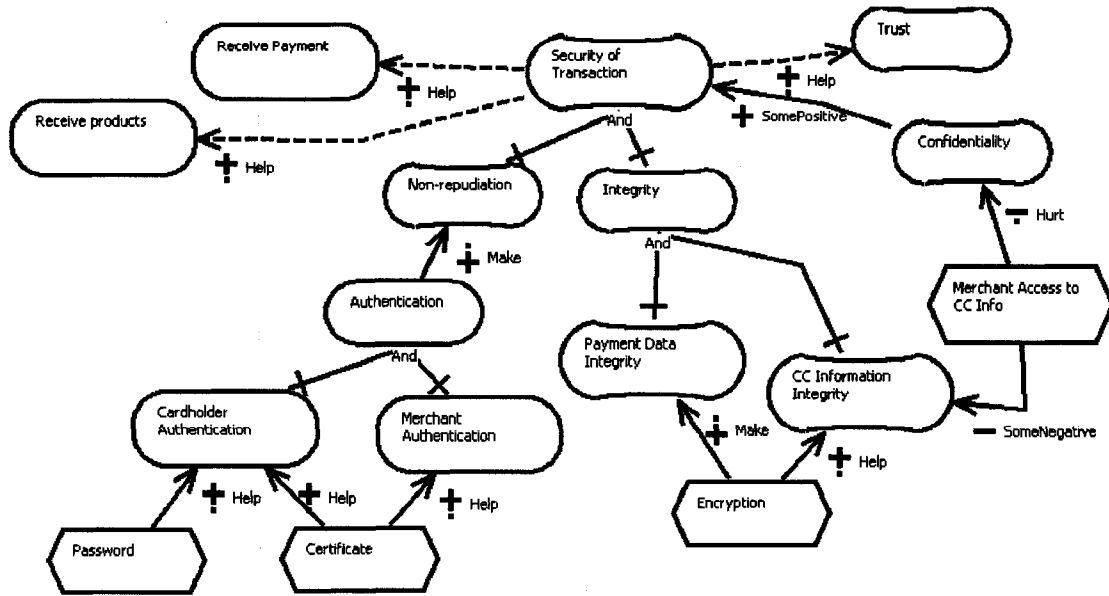 Trust
Receive Payment
Security of
Transaction
Help
Help
SomePositive
Receive products
Help
And
Confidentiality
Non-repudiation
Integrity
Hurt
And
Make
Authentication
Merchant Access to
CC Info
Payment Data
Integrity
And
CC Information
Integrity
Cardholder
Authentication
Merchant
Authentication
Make
SomeNegative
Help
Help
Help
Help
Encryption
Password
Certificate